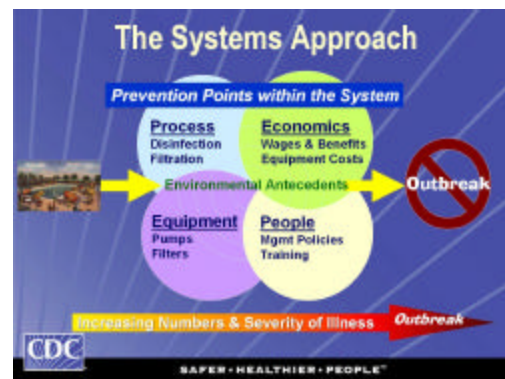 The Systems Approach
Prevention Points within the System
Process
Disinfection
Filtration
Economics
Wages & Benefits
Equipment Costs
Environmental Antecedents
Outbreak
Equipment
Pumps
Filters
People
Mgmt Policies
Training
Increasing Numbers & Severity of Illness
Outbreak
CDC
SAFER • HEALTHIER • PEOPLE™